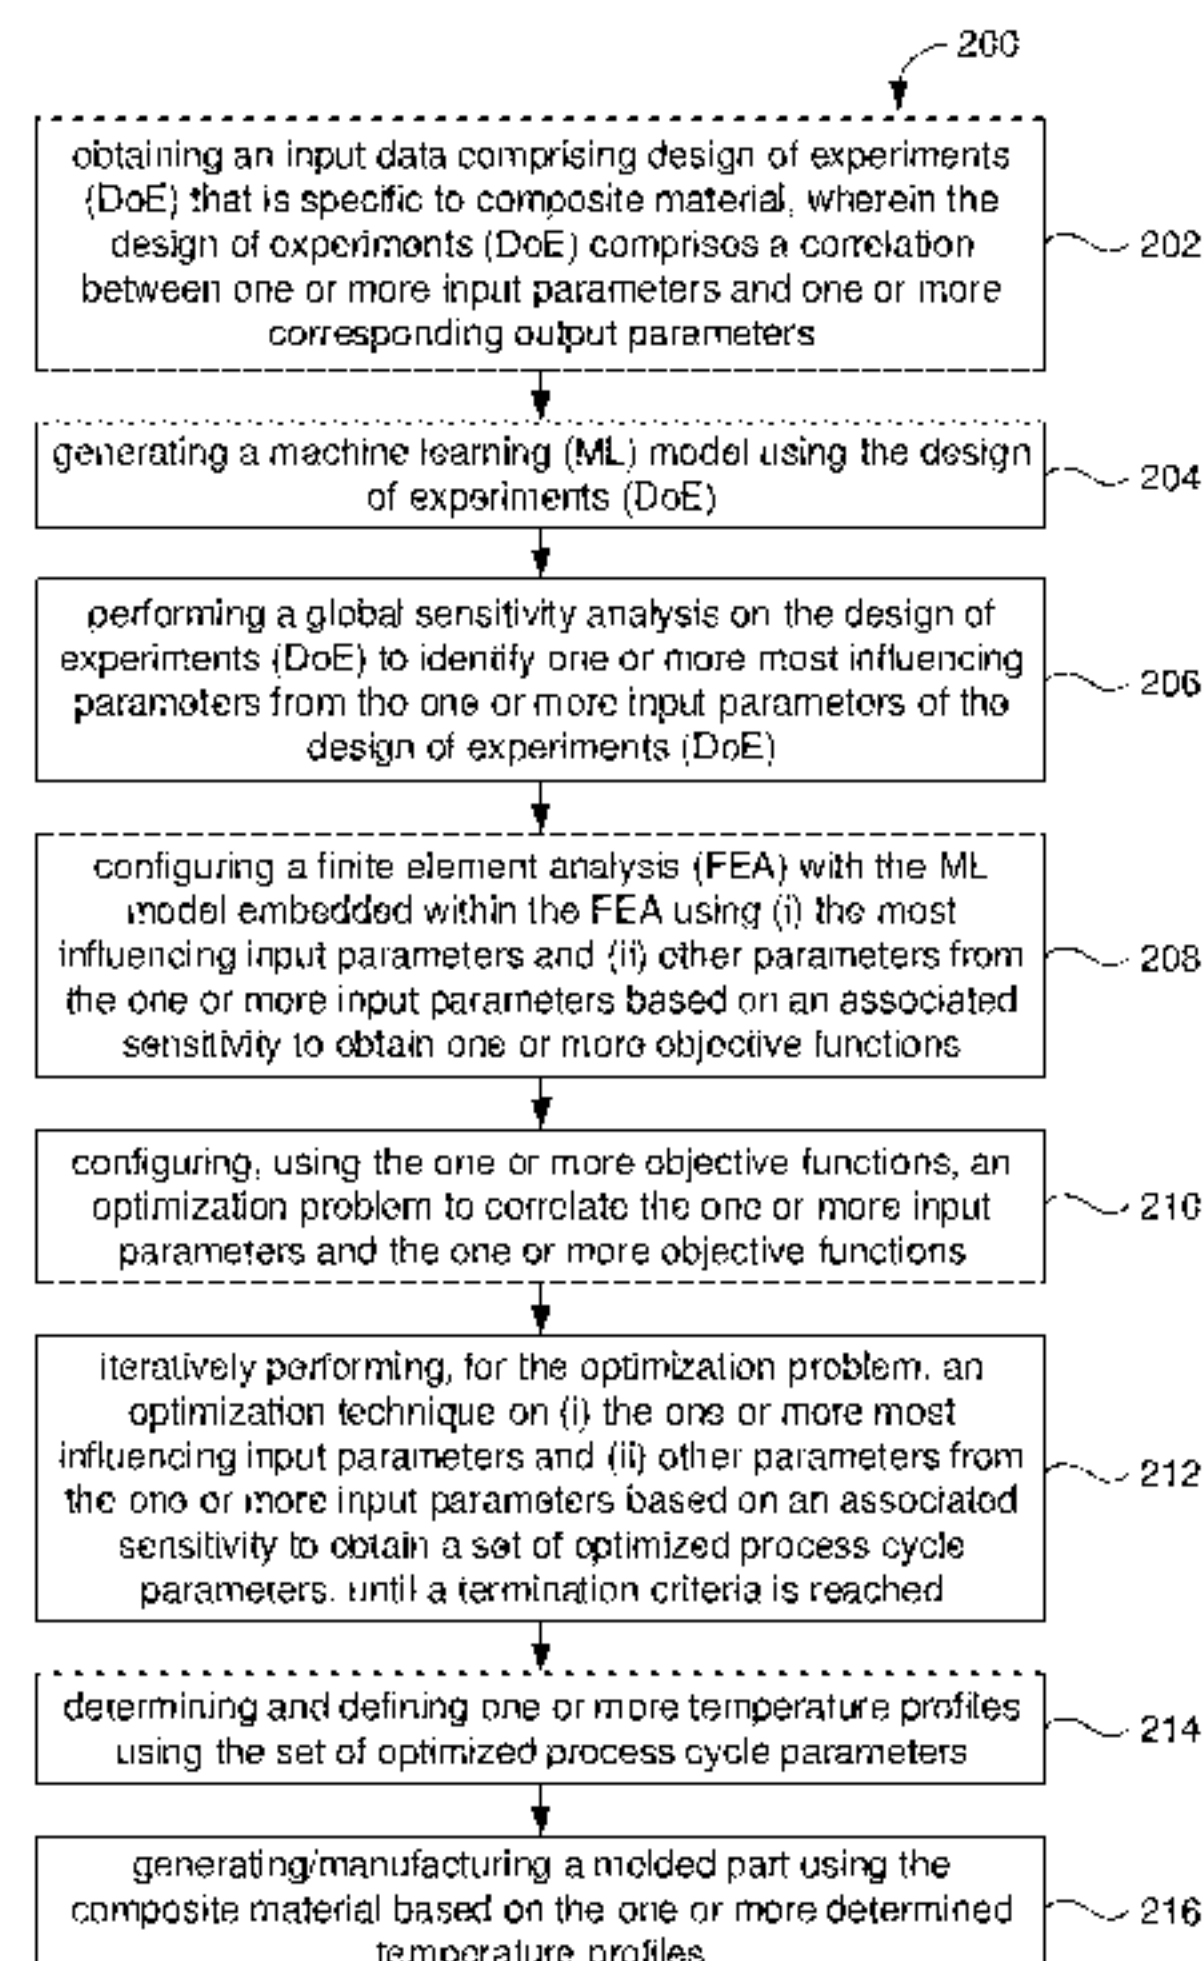 200
obtaining an input data comprising design of experiments
(DoE) that is specific to composite material, wherein the
design of experiments (DoE) comprises a correlation
between one or more input parameters and one or more
corresponding output parameters
202
generating a machine learning (ML) model using the design
of experiments (DoE)
204
performing a global sensitivity analysis on the design of
experiments (DoE) to identify one or more most influencing
parameters from the one or more input parameters of the
design of experiments (DoE)
206
configuring a finite element analysis (FEA) with the ML
model embedded within the FEA using (i) the most
influencing input parameters and (ii) other parameters from
the one or more input parameters based on an associated
sensitivity to obtain one or more objective functions
208
configuring, using the one or more objective functions, an
optimization problem to correlate the one or more input
parameters and the one or more objective functions
210
iteratively performing, for the optimization problem, an
optimization technique on (i) the one or more most
influencing input parameters and (ii) other parameters from
the one or more input parameters based on an associated
sensitivity to obtain a set of optimized process cycle
parameters, until a termination criteria is reached
212
determining and defining one or more temperature profiles
using the set of optimized process cycle parameters
214
generating/manufacturing a molded part using the
composite material based on the one or more determined
temperature profiles
216